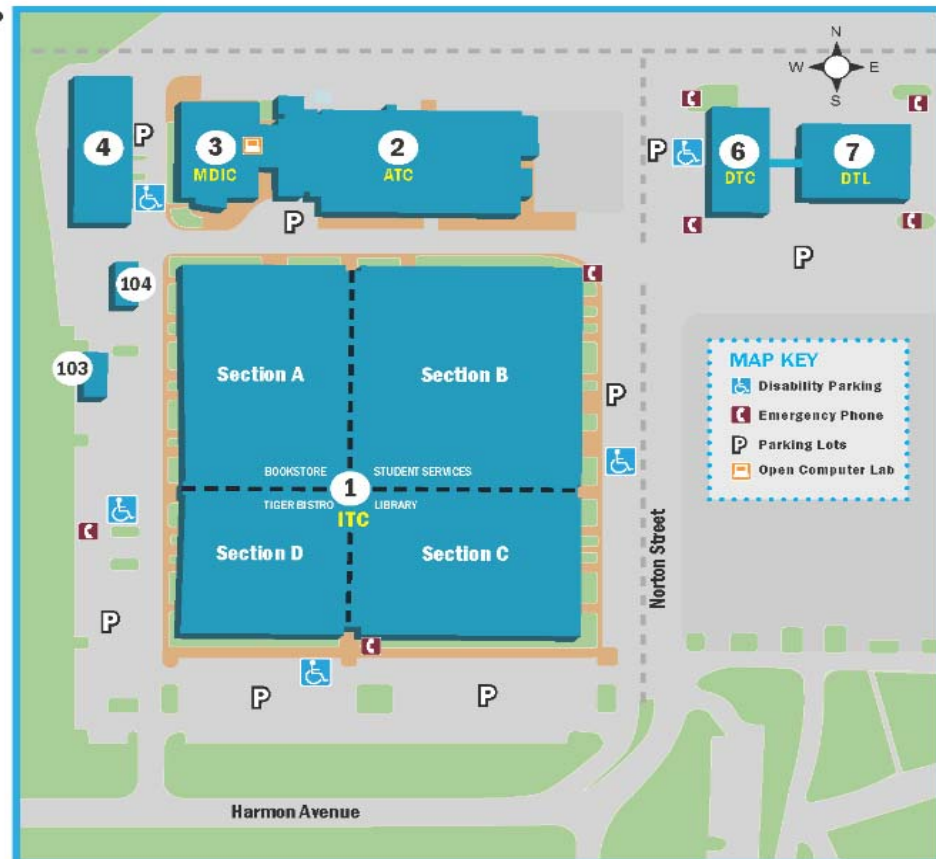 N
W E
S
4
P
3
MDIC
2
ATC
P
6
DTC
7
DTL
P
P
104
103
Section A
Section B
P
BOOKSTORE
STUDENT SERVICES
1
ITC
TIGER BISTRO
LIBRARY
Section D
Section C
P
P
P
MAP KEY
Disability Parking
Emergency Phone
P Parking Lots
Open Computer Lab
Norton Street
Harmon Avenue